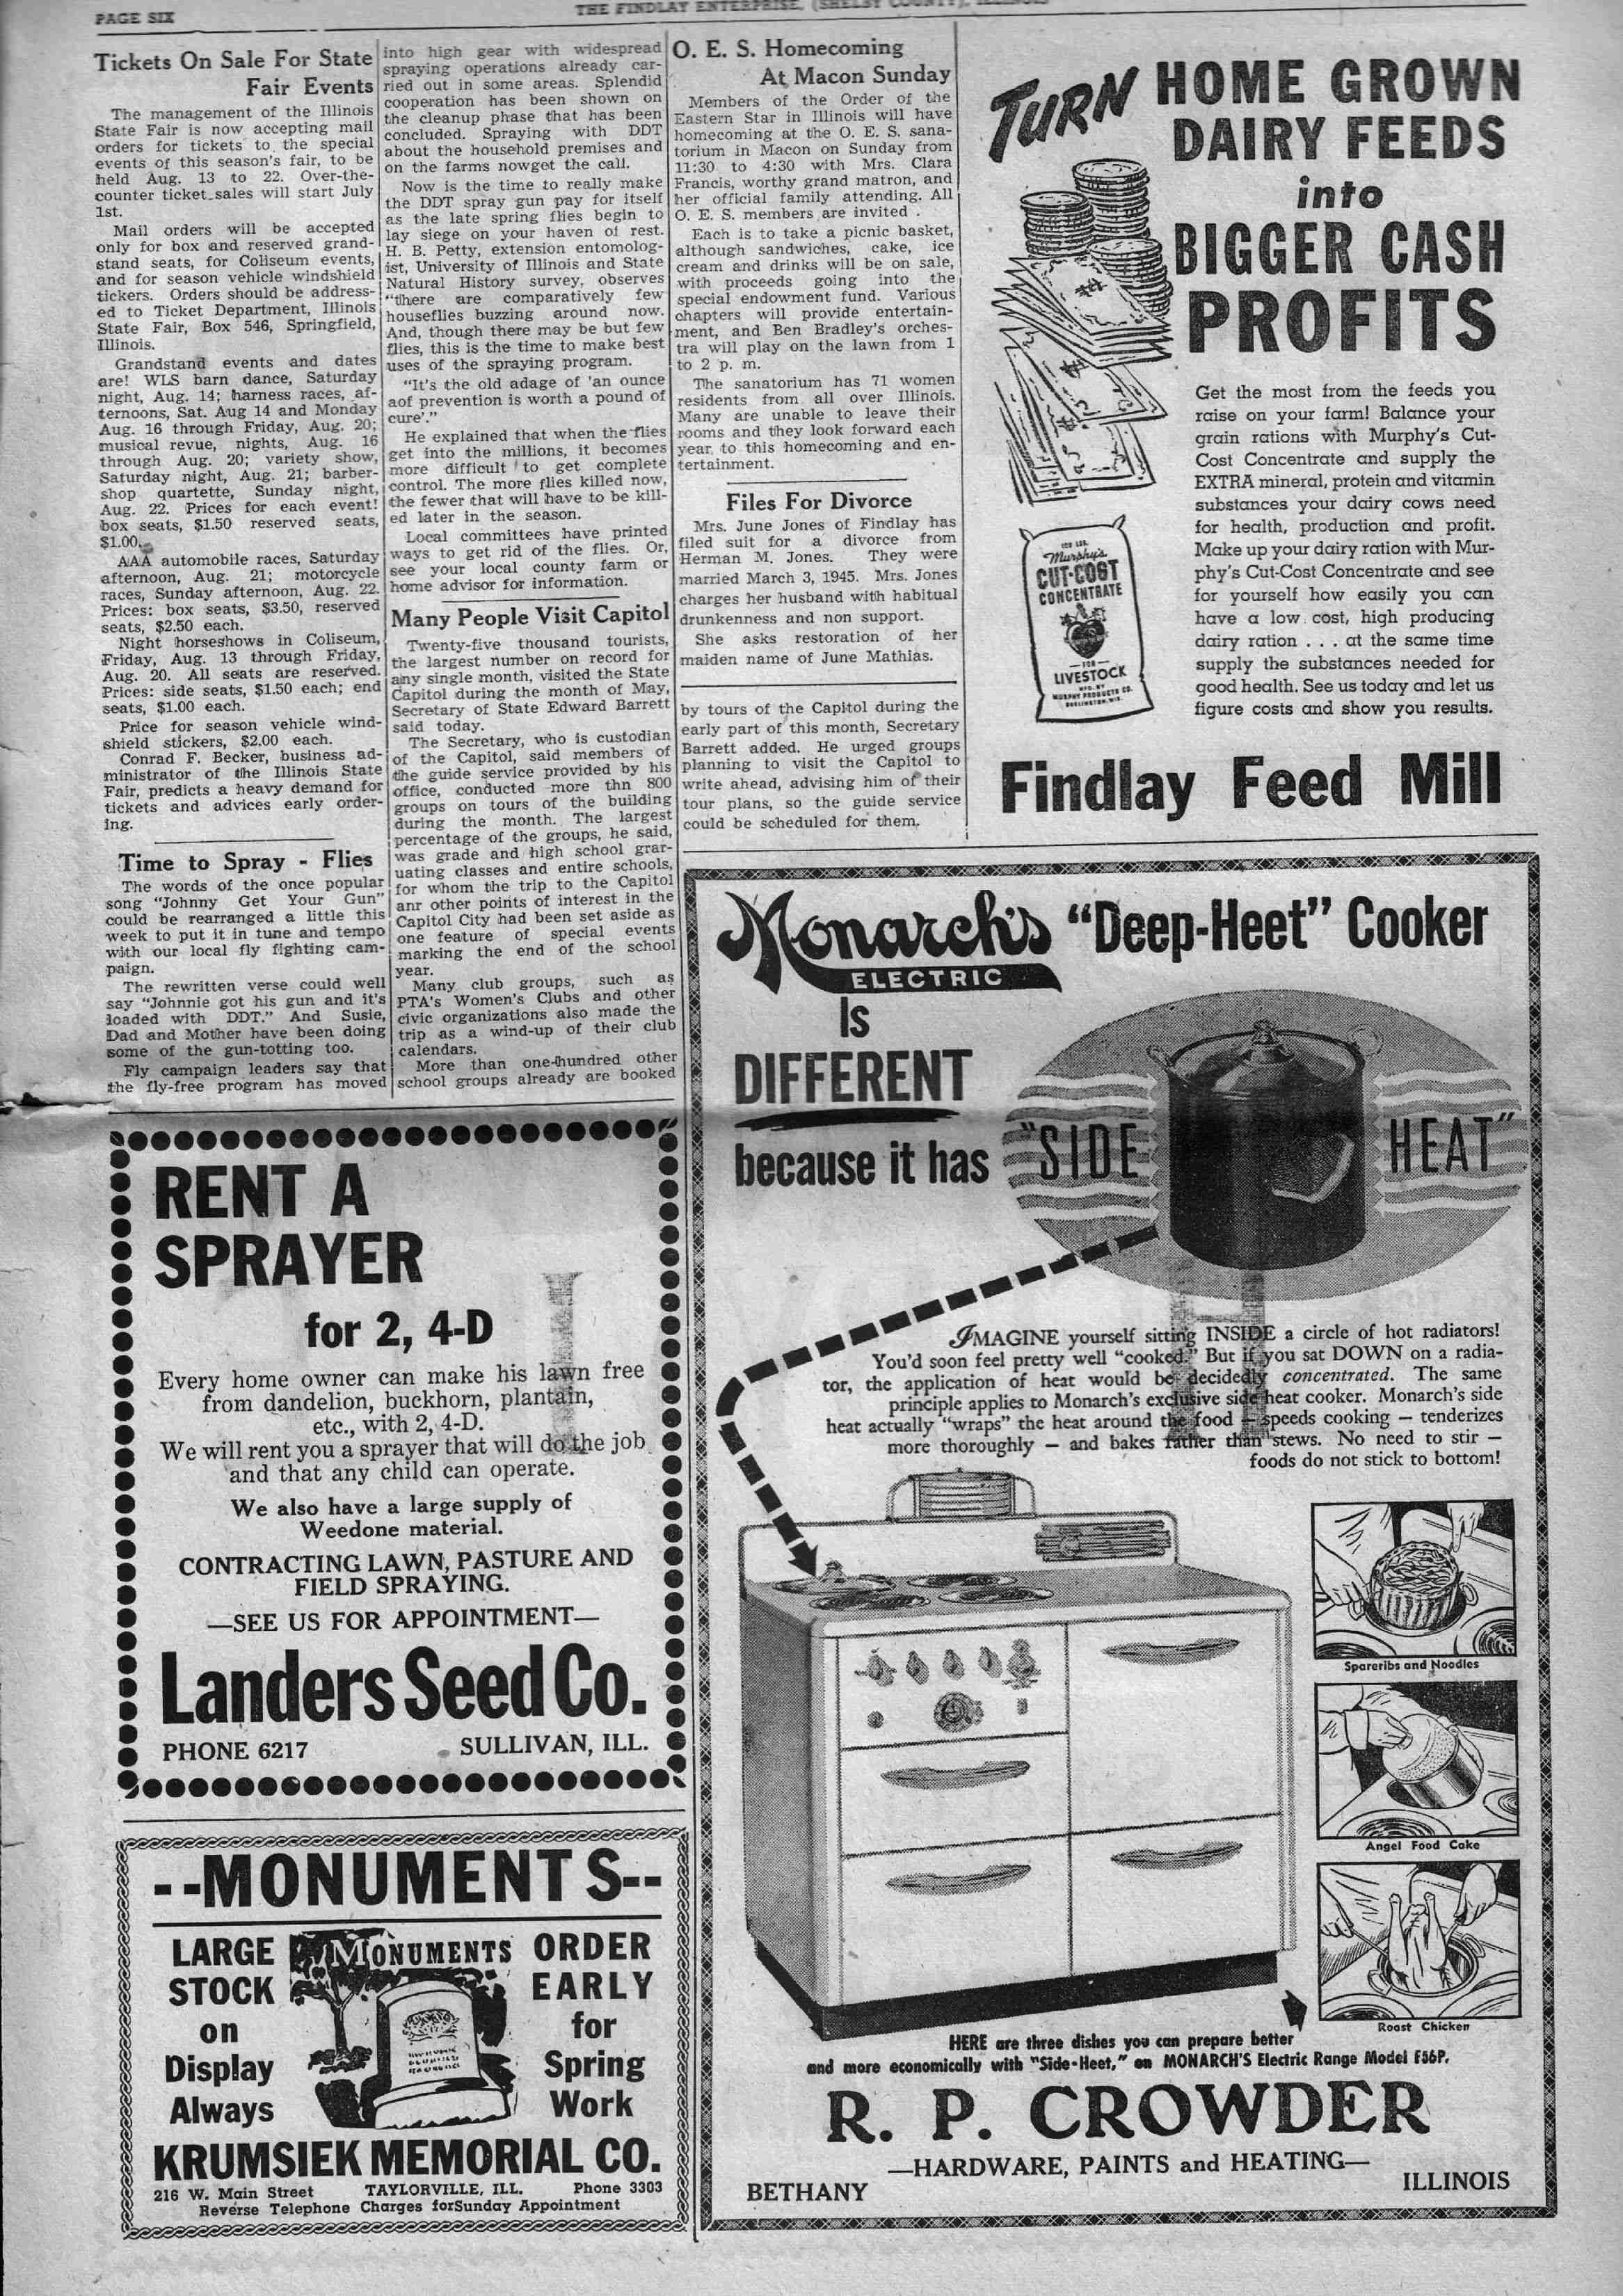 PAGE SIX
THE FINDLAY ENTERPRISE, (SHELBY COUNTY), ILLINOIS
Tickets On Sale For State
Fair Events
The management of the Illinois
State Fair is now accepting mail
orders for tickets to the special
events of this season's fair, to be
held Aug. 13 to 22. Over-the-
counter ticket sales will start July
1st.
Mail orders will be accepted
only for box and reserved grand-
stand seats, for Coliseum events,
and for season vehicle windshield
tickers. Orders should be address-
ed to Ticket Department, Illinois
State Fair, Box 546, Springfield,
Illinois.
Grandstand events and dates
are! WLS barn dance, Saturday
night, Aug. 14; harness races, af-
ternoons, Sat. Aug 14 and Monday
Aug. 16 through Friday, Aug. 20;
musical revue, nights, Aug. 16
through Aug. 20; variety show,
Saturday night, Aug. 21; barber-
shop quartette, Sunday night,
Aug. 22. Prices for each event!
box seats, $1.50 reserved seats,
$1.00.
AAA automobile races, Saturday
afternoon, Aug. 21; motorcycle
races, Sunday afternoon, Aug. 22.
Prices: box seats, $3.50, reserved
seats, $2.50 each.
Night horseshows in Coliseum,
Friday, Aug. 13 through Friday,
Aug. 20. All seats are reserved.
Prices: side seats, $1.50 each; end
seats, $1.00 each.
Price for season vehicle wind-
shield stickers, $2.00 each.
Conrad F. Becker, business ad-
ministrator of the Illinois State
Fair, predicts a heavy demand for
tickets and advices early order-
ing.
Time to Spray - Flies
The words of the once popular
song "Johnny Get Your Gun"
could be rearranged a little this
week to put it in tune and tempo
with our local fly fighting cam-
paign.
The rewritten verse could well
say "Johnnie got his gun and it's
loaded with DDT." And Susie,
Dad and Mother have been doing
some of the gun-totting too.
Fly campaign leaders say that
the fly-free program has moved
into high gear with widespread
spraying operations already car-
ried out in some areas. Splendid
cooperation has been shown on
the cleanup phase that has been
concluded. Spraying with DDT
about the household premises and
on the farms nowget the call.
Now is the time to really make
the DDT spray gun pay for itself
as the late spring flies begin to
lay siege on your haven of rest.
H. B. Petty, extension entomolog-
ist, University of Illinois and State
Natural History survey, observes
"there are comparatively few
houseflies buzzing around now.
And, though there may be but few
flies, this is the time to make best
uses of the spraying program.
"It's the old adage of 'an ounce
aof prevention is worth a pound of
cure'."
He explained that when the flies
get into the millions, it becomes
more difficult to get complete
control. The more flies killed now,
the fewer that will have to be kill-
ed later in the season.
Local committees have printed
ways to get rid of the flies. Or,
see your local county farm or
home advisor for information.
Many People Visit Capitol
Twenty-five thousand tourists,
the largest number on record for
any single month, visited the State
Capitol during the month of May,
Secretary of State Edward Barrett
said today.
The Secretary, who is custodian
of the Capitol, said members of
the guide service provided by his
office, conducted more thn 800
groups on tours of the building
during the month. The largest
percentage of the groups, he said,
was grade and high school grar-
uating classes and entire schools,
for whom the trip to the Capitol
anr other points of interest in the
Capitol City had been set aside as
one feature of special events
marking the end of the school
year.
Many club groups, such as
PTA's Women's Clubs and other
civic organizations also made the
trip as a wind-up of their club
calendars.
More than one-hundred other
school groups already are booked
O. E. S. Homecoming
At Macon Sunday
Members of the Order of the
Eastern Star in Illinois will have
homecoming at the O. E. S. sana-
torium in Macon on Sunday from
11:30 to 4:30 with Mrs. Clara
Francis, worthy grand matron, and
her official family attending. All
O. E. S. members are invited .
Each is to take a picnic basket,
although sandwiches, cake, ice
cream and drinks will be on sale,
with proceeds going into the
special endowment fund. Various
chapters will provide entertain-
ment, and Ben Bradley's orches-
tra will play on the lawn from 1
to 2 p. m.
The sanatorium has 71 women
residents from all over Illinois.
Many are unable to leave their
rooms and they look forward each
year to this homecoming and en-
tertainment.
Files For Divorce
Mrs. June Jones of Findlay has
filed suit for a divorce from
Herman M. Jones. They were
married March 3, 1945. Mrs. Jones
charges her husband with habitual
drunkenness and non support.
She asks restoration of her
maiden name of June Mathias.
by tours of the Capitol during the
early part of this month, Secretary
Barrett added. He urged groups
planning to visit the Capitol to
write ahead, advising him of their
tour plans, so the guide service
could be scheduled for them.
TURN HOME GROWN
DAIRY FEEDS
into
BIGGER CASH
PROFITS
Get the most from the feeds you
raise on your farm! Balance your
grain rations with Murphy's Cut-
Cost Concentrate and supply the
EXTRA mineral, protein and vitamin
substances your dairy cows need
for health, production and profit.
Make up your dairy ration with Mur-
phy's Cut-Cost Concentrate and see
for yourself how easily you can
have a low cost, high producing
dairy ration . . . at the same time
supply the substances needed for
good health. See us today and let us
figure costs and show you results.
100 LBS.
Murphy's
CUT-COST
CONCENTRATE
—FOR—
LIVESTOCK
MFD. BY
MURPHY PRODUCTS CO.
BURLINGTON, WIS.
Findlay Feed Mill
Monarch's "Deep-Heet" Cooker
ELECTRIC
Is
DIFFERENT
because it has "SIDE HEAT"
IMAGINE yourself sitting INSIDE a circle of hot radiators!
You'd soon feel pretty well "cooked." But if you sat DOWN on a radia-
tor, the application of heat would be decidedly concentrated. The same
principle applies to Monarch's exclusive side heat cooker. Monarch's side
heat actually "wraps" the heat around the food — speeds cooking — tenderizes
more thoroughly — and bakes rather than stews. No need to stir —
foods do not stick to bottom!
Spareribs and Noodles
Angel Food Cake
Roast Chicken
HERE are three dishes you can prepare better
and more economically with "Side-Heet," on MONARCH'S Electric Range Model F56P.
R. P. CROWDER
—HARDWARE, PAINTS and HEATING—
BETHANY ILLINOIS
RENT A
SPRAYER
for 2, 4-D
Every home owner can make his lawn free
from dandelion, buckhorn, plantain,
etc., with 2, 4-D.
We will rent you a sprayer that will do the job
and that any child can operate.
We also have a large supply of
Weedone material.
CONTRACTING LAWN, PASTURE AND
FIELD SPRAYING.
—SEE US FOR APPOINTMENT—
Landers Seed Co.
PHONE 6217 SULLIVAN, ILL.
--MONUMENTS--
LARGE
STOCK
on
Display
Always
MONUMENTS
ORDER
EARLY
for
Spring
Work
KRUMSIEK MEMORIAL CO.
216 W. Main Street TAYLORVILLE, ILL. Phone 3303
Reverse Telephone Charges forSunday Appointment